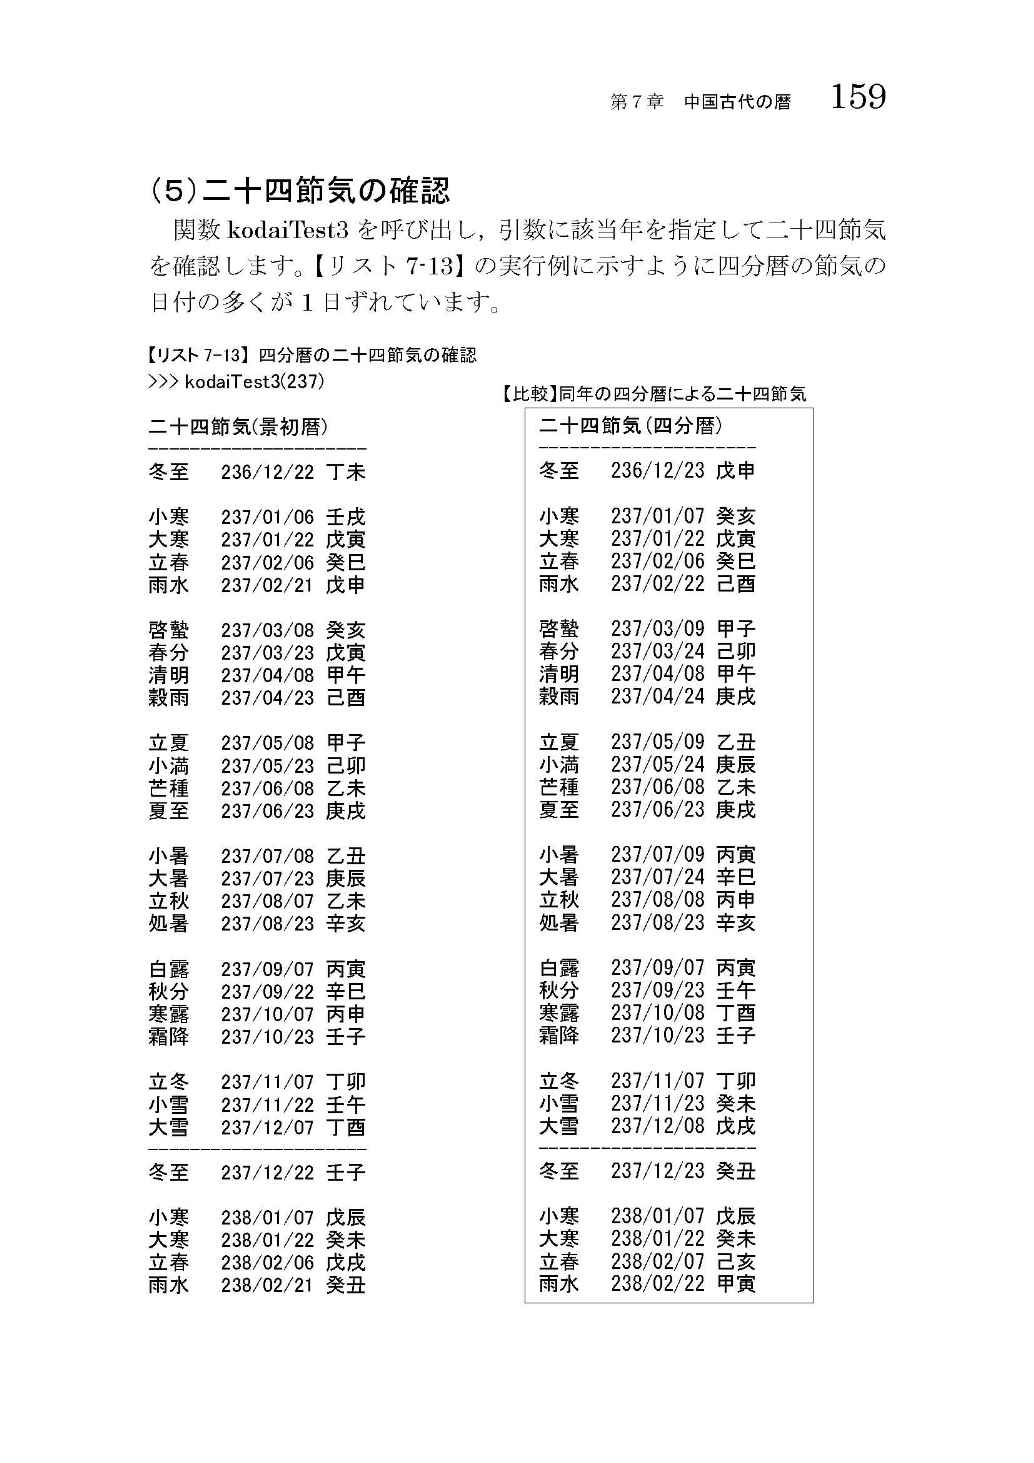 第7章 中国古代の暦 159
(5)二十四節気の確認
関数 kodaiTest3 を呼び出し，引数に該当年を指定して二十四節気
を確認します。【リスト 7-13】の実行例に示すように四分暦の節気の
日付の多くが 1 日ずれています。
【リスト 7-13】 四分暦の二十四節気の確認
>>> kodaiTest3(237)
二十四節気(景初暦)
---------------------
冬至 236/12/22 丁未
小寒 237/01/06 壬戌
大寒 237/01/22 戊寅
立春 237/02/06 癸巳
雨水 237/02/21 戊申
啓蟄 237/03/08 癸亥
春分 237/03/23 戊寅
清明 237/04/08 甲午
穀雨 237/04/23 己酉
立夏 237/05/08 甲子
小満 237/05/23 己卯
芒種 237/06/08 乙未
夏至 237/06/23 庚戌
小暑 237/07/08 乙丑
大暑 237/07/23 庚辰
立秋 237/08/07 乙未
処暑 237/08/23 辛亥
白露 237/09/07 丙寅
秋分 237/09/22 辛巳
寒露 237/10/07 丙申
霜降 237/10/23 壬子
立冬 237/11/07 丁卯
小雪 237/11/22 壬午
大雪 237/12/07 丁酉
---------------------
冬至 237/12/22 壬子
小寒 238/01/07 戊辰
大寒 238/01/22 癸未
立春 238/02/06 戊戌
雨水 238/02/21 癸丑
【比較】同年の四分暦による二十四節気
二十四節気(四分暦)
---------------------
冬至 236/12/23 戊申
小寒 237/01/07 癸亥
大寒 237/01/22 戊寅
立春 237/02/06 癸巳
雨水 237/02/22 己酉
啓蟄 237/03/09 甲子
春分 237/03/24 己卯
清明 237/04/08 甲午
穀雨 237/04/24 庚戌
立夏 237/05/09 乙丑
小満 237/05/24 庚辰
芒種 237/06/08 乙未
夏至 237/06/23 庚戌
小暑 237/07/09 丙寅
大暑 237/07/24 辛巳
立秋 237/08/08 丙申
処暑 237/08/23 辛亥
白露 237/09/07 丙寅
秋分 237/09/23 壬午
寒露 237/10/08 丁酉
霜降 237/10/23 壬子
立冬 237/11/07 丁卯
小雪 237/11/23 癸未
大雪 237/12/08 戊戌
---------------------
冬至 237/12/23 癸丑
小寒 238/01/07 戊辰
大寒 238/01/22 癸未
立春 238/02/07 己亥
雨水 238/02/22 甲寅